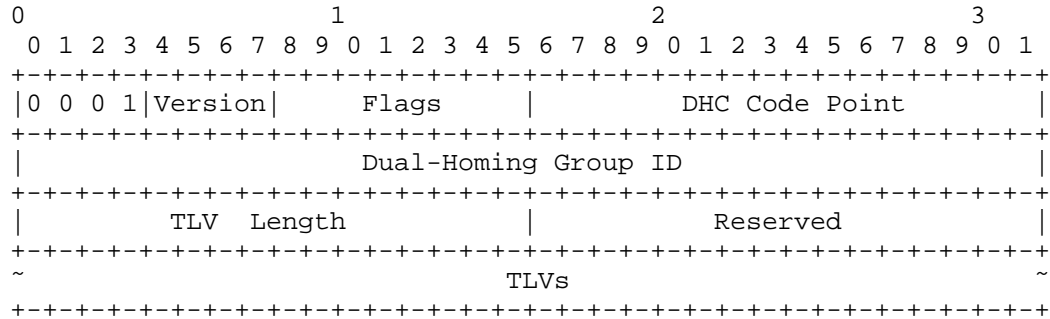 0                   1                   2                   3
 0 1 2 3 4 5 6 7 8 9 0 1 2 3 4 5 6 7 8 9 0 1 2 3 4 5 6 7 8 9 0 1
+-+-+-+-+-+-+-+-+-+-+-+-+-+-+-+-+-+-+-+-+-+-+-+-+-+-+-+-+-+-+-+-+
|0 0 0 1|Version|     Flags     |         DHC Code Point        |
+-+-+-+-+-+-+-+-+-+-+-+-+-+-+-+-+-+-+-+-+-+-+-+-+-+-+-+-+-+-+-+-+
|                     Dual-Homing Group ID                      |
+-+-+-+-+-+-+-+-+-+-+-+-+-+-+-+-+-+-+-+-+-+-+-+-+-+-+-+-+-+-+-+-+
|         TLV  Length           |           Reserved            |
+-+-+-+-+-+-+-+-+-+-+-+-+-+-+-+-+-+-+-+-+-+-+-+-+-+-+-+-+-+-+-+-+
~                              TLVs                             ~
+-+-+-+-+-+-+-+-+-+-+-+-+-+-+-+-+-+-+-+-+-+-+-+-+-+-+-+-+-+-+-+-+